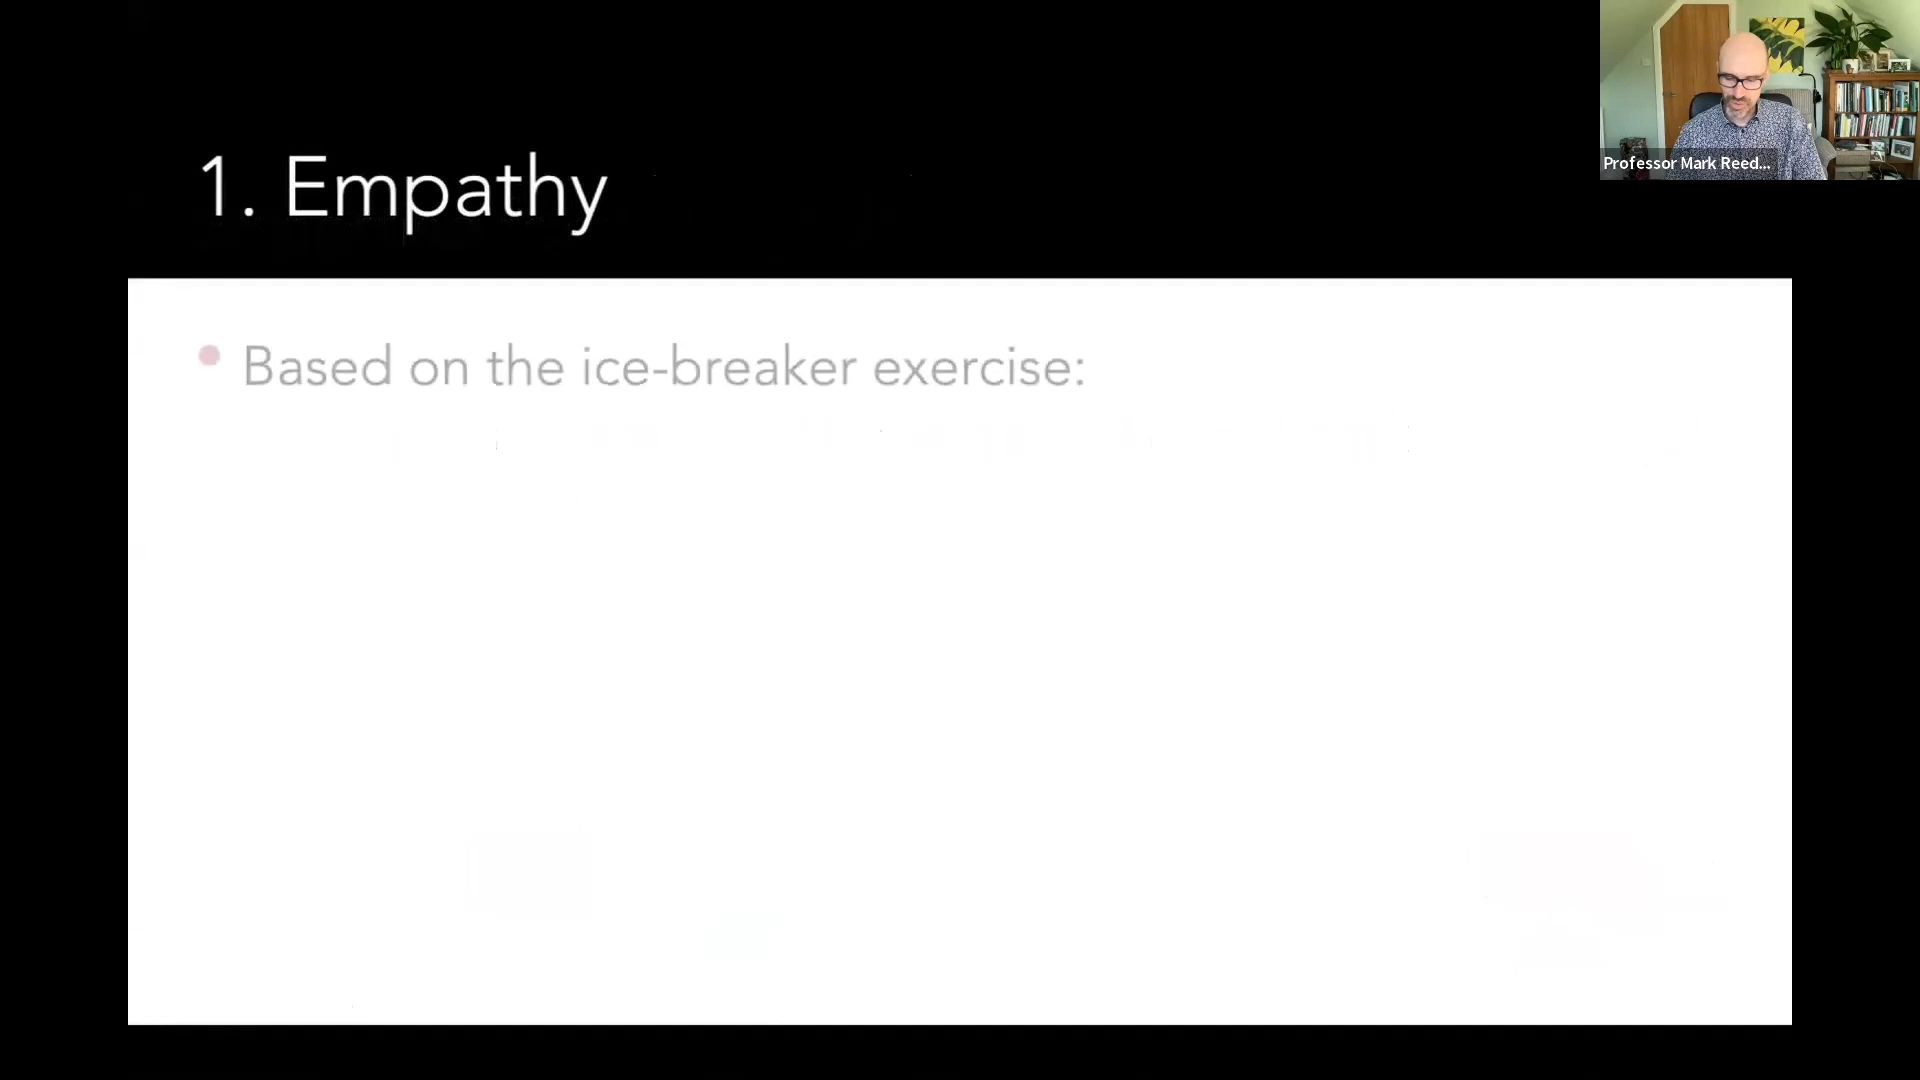 1. Empathy
Professor Mark Reed...
• Based on the ice-breaker exercise: